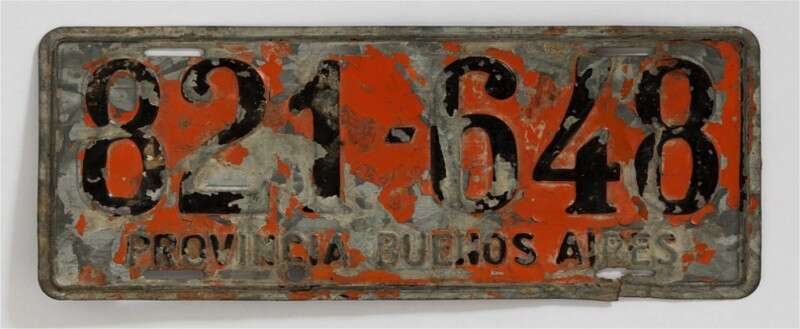 821-648
PROVINCIA BUENOS AIRES